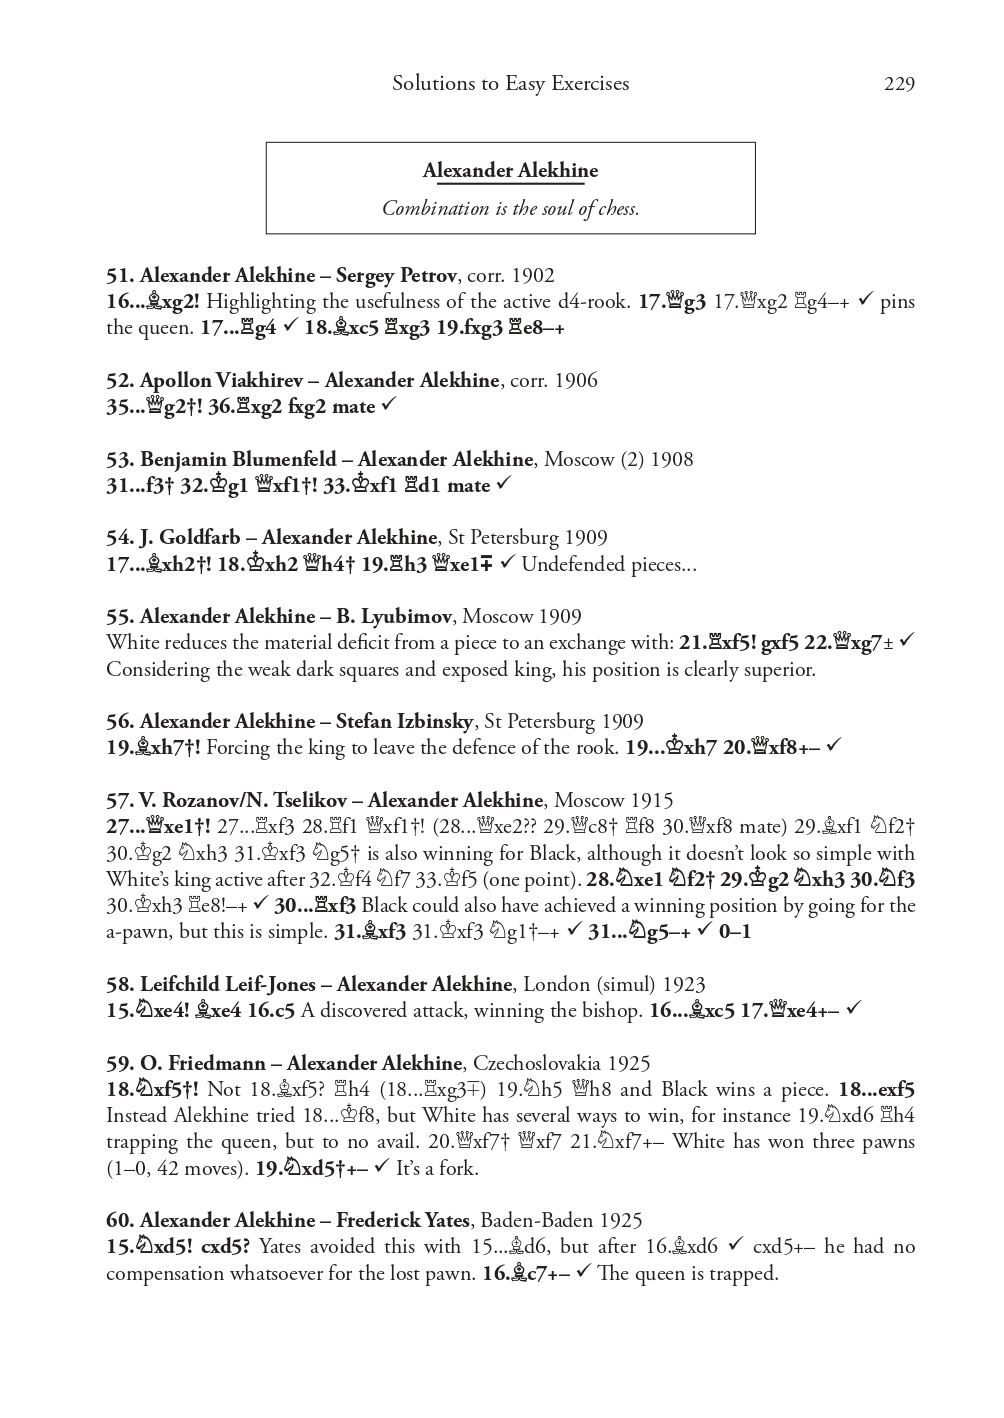 Solutions to Easy Exercises 229
Alexander Alekhine
Combination is the soul of chess.
51. Alexander Alekhine – Sergey Petrov, corr. 1902
16...♗xg2! Highlighting the usefulness of the active d4-rook. 17.♕g3 17.♕xg2 ♖g4–+ ✓ pins
the queen. 17...♖g4 ✓ 18.♗xc5 ♖xg3 19.fxg3 ♖e8–+
52. Apollon Viakhirev – Alexander Alekhine, corr. 1906
35...♕g2†! 36.♖xg2 fxg2 mate ✓
53. Benjamin Blumenfeld – Alexander Alekhine, Moscow (2) 1908
31...f3† 32.♔g1 ♕xf1†! 33.♔xf1 ♖d1 mate ✓
54. J. Goldfarb – Alexander Alekhine, St Petersburg 1909
17...♗xh2†! 18.♔xh2 ♕h4† 19.♖h3 ♕xe1∓ ✓ Undefended pieces...
55. Alexander Alekhine – B. Lyubimov, Moscow 1909
White reduces the material deficit from a piece to an exchange with: 21.♖xf5! gxf5 22.♕xg7± ✓
Considering the weak dark squares and exposed king, his position is clearly superior.
56. Alexander Alekhine – Stefan Izbinsky, St Petersburg 1909
19.♗xh7†! Forcing the king to leave the defence of the rook. 19...♔xh7 20.♕xf8+– ✓
57. V. Rozanov/N. Tselikov – Alexander Alekhine, Moscow 1915
27...♕xe1†! 27...♖xf3 28.♖f1 ♕xf1†! (28...♕xe2?? 29.♕c8† ♖f8 30.♕xf8 mate) 29.♗xf1 ♘f2†
30.♔g2 ♘xh3 31.♔xf3 ♘g5† is also winning for Black, although it doesn't look so simple with
White's king active after 32.♔f4 ♘f7 33.♔f5 (one point). 28.♘xe1 ♘f2† 29.♔g2 ♘xh3 30.♘f3
30.♔xh3 ♖e8!–+ ✓ 30...♖xf3 Black could also have achieved a winning position by going for the
a-pawn, but this is simple. 31.♗xf3 31.♔xf3 ♘g1†–+ ✓ 31...♘g5–+ ✓ 0–1
58. Leifchild Leif-Jones – Alexander Alekhine, London (simul) 1923
15.♘xe4! ♗xe4 16.c5 A discovered attack, winning the bishop. 16...♗xc5 17.♕xe4+– ✓
59. O. Friedmann – Alexander Alekhine, Czechoslovakia 1925
18.♘xf5†! Not 18.♗xf5? ♖h4 (18...♖xg3∓) 19.♘h5 ♕h8 and Black wins a piece. 18...exf5
Instead Alekhine tried 18...♔f8, but White has several ways to win, for instance 19.♘xd6 ♖h4
trapping the queen, but to no avail. 20.♕xf7† ♕xf7 21.♘xf7+– White has won three pawns
(1–0, 42 moves). 19.♘xd5†+– ✓ It's a fork.
60. Alexander Alekhine – Frederick Yates, Baden-Baden 1925
15.♘xd5! cxd5? Yates avoided this with 15...♗d6, but after 16.♗xd6 ✓ cxd5+– he had no
compensation whatsoever for the lost pawn. 16.♗c7+– ✓ The queen is trapped.